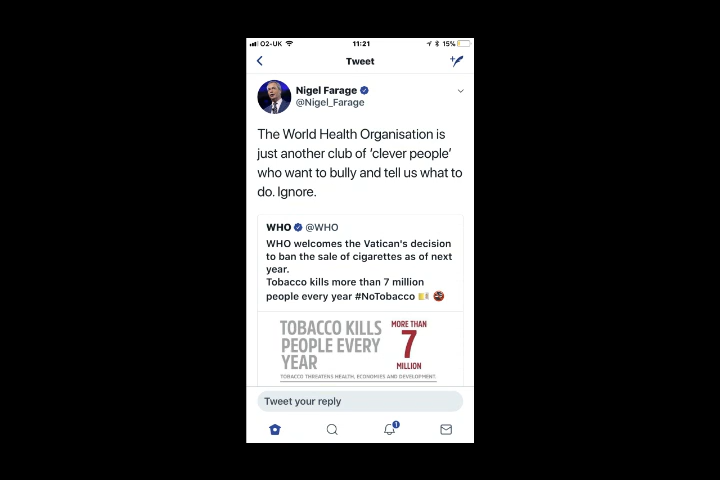 O2-UK 11:21 15%
Tweet
Nigel Farage
@Nigel_Farage
The World Health Organisation is
just another club of ‘clever people’
who want to bully and tell us what to
do. Ignore.
WHO @WHO
WHO welcomes the Vatican's decision
to ban the sale of cigarettes as of next
year.
Tobacco kills more than 7 million
people every year #NoTobacco
TOBACCO KILLS
PEOPLE EVERY
YEAR
MORE THAN
7
MILLION
TOBACCO THREATENS HEALTH, ECONOMIES AND DEVELOPMENT.
Tweet your reply
1